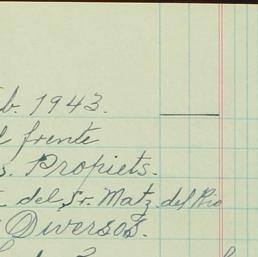 b. 1943.
l frente
s. Propiets.
del Sr. Matz. del Rio
Diversos.